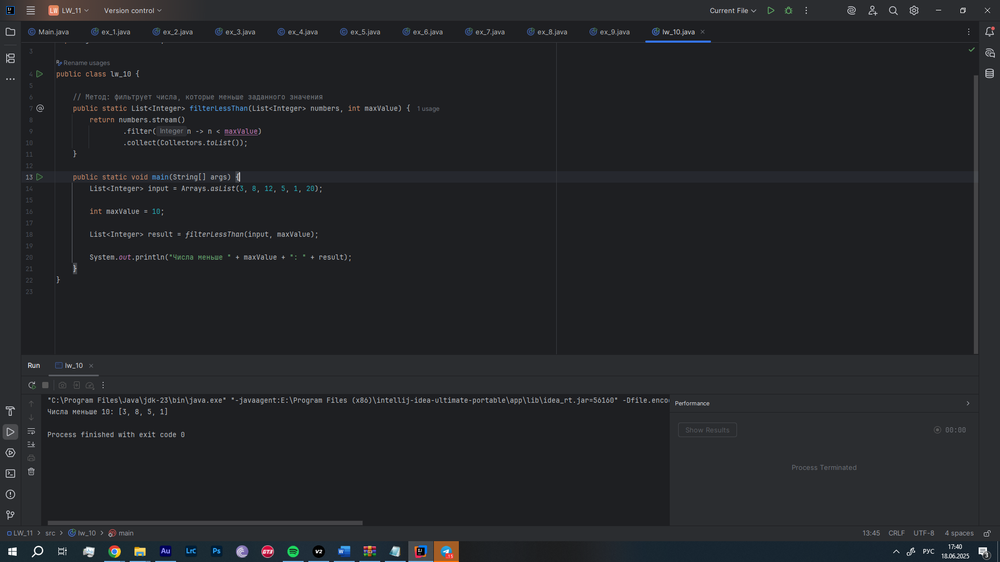 LW LW_11 Version control Current File
Main.java ex_1.java ex_2.java ex_3.java ex_4.java ex_5.java ex_6.java ex_7.java ex_8.java ex_9.java lw_10.java
3
Rename usages
4 public class lw_10 {
5
6 // Метод: фильтрует числа, которые меньше заданного значения
7 public static List<Integer> filterLessThan(List<Integer> numbers, int maxValue) { 1 usage
8 return numbers.stream()
9 .filter( Integer n -> n < maxValue)
10 .collect(Collectors.toList());
11 }
12
13 public static void main(String[] args) {
14 List<Integer> input = Arrays.asList(3, 8, 12, 5, 1, 20);
15
16 int maxValue = 10;
17
18 List<Integer> result = filterLessThan(input, maxValue);
19
20 System.out.println("Числа меньше " + maxValue + ": " + result);
21 }
22 }
23
Run lw_10
"C:\Program Files\Java\jdk-23\bin\java.exe" "-javaagent:E:\Program Files (x86)\intellij-idea-ultimate-portable\app\lib\idea_rt.jar=56160" -Dfile.enco
Числа меньше 10: [3, 8, 5, 1]
Process finished with exit code 0
Performance
Show Results 00:00
Process Terminated
LW_11 src lw_10 main 13:45 CRLF UTF-8 4 spaces
Au LrC Ps GT3 V2 W IJ ..15 РУС 17:40
18.06.2025 3